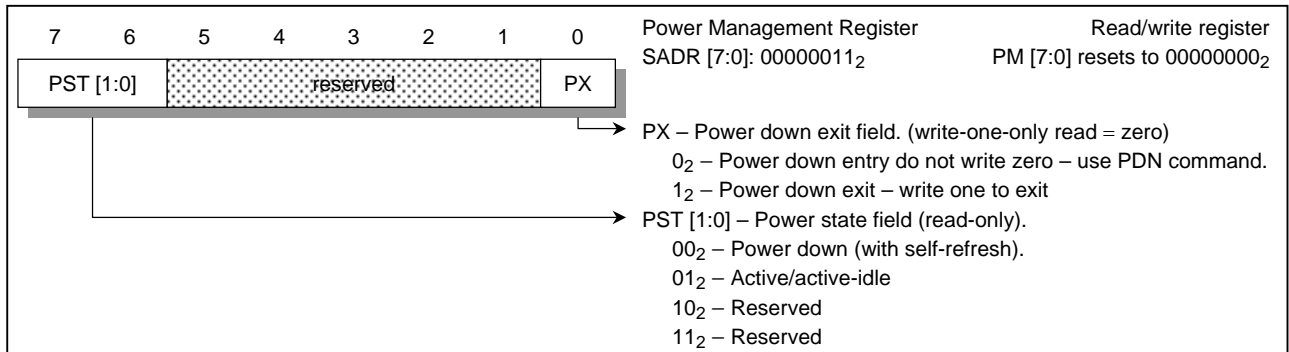 7 6 5 4 3 2 1 0
PST [1:0] reserved PX
Power Management Register Read/write register
SADR [7:0]: 00000011₂ PM [7:0] resets to 00000000₂
PX – Power down exit field. (write-one-only read = zero)
0₂ – Power down entry do not write zero – use PDN command.
1₂ – Power down exit – write one to exit
PST [1:0] – Power state field (read-only).
00₂ – Power down (with self-refresh).
01₂ – Active/active-idle
10₂ – Reserved
11₂ – Reserved